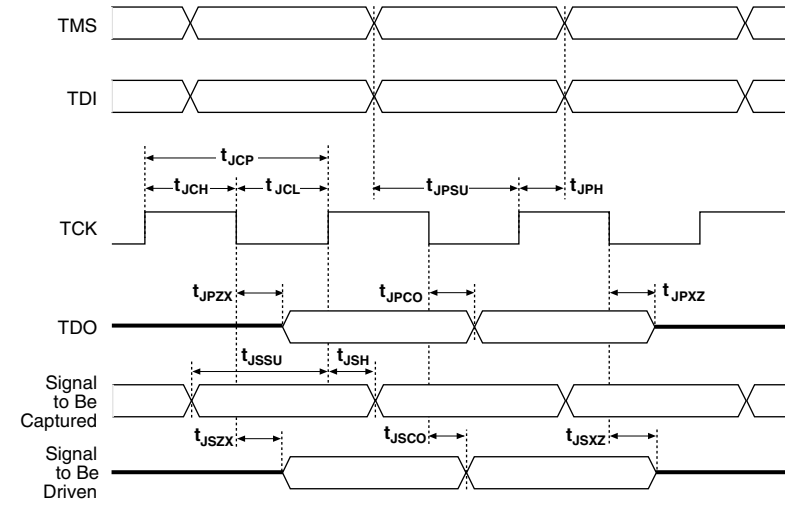 TMS
TDI
tJCP
tJCH
tJCL
tJPSU
tJPH
TCK
tJPZX
tJPCO
tJPXZ
TDO
tJSSU
tJSH
Signal
to Be
Captured
tJSZX
tJSCO
tJSXZ
Signal
to Be
Driven